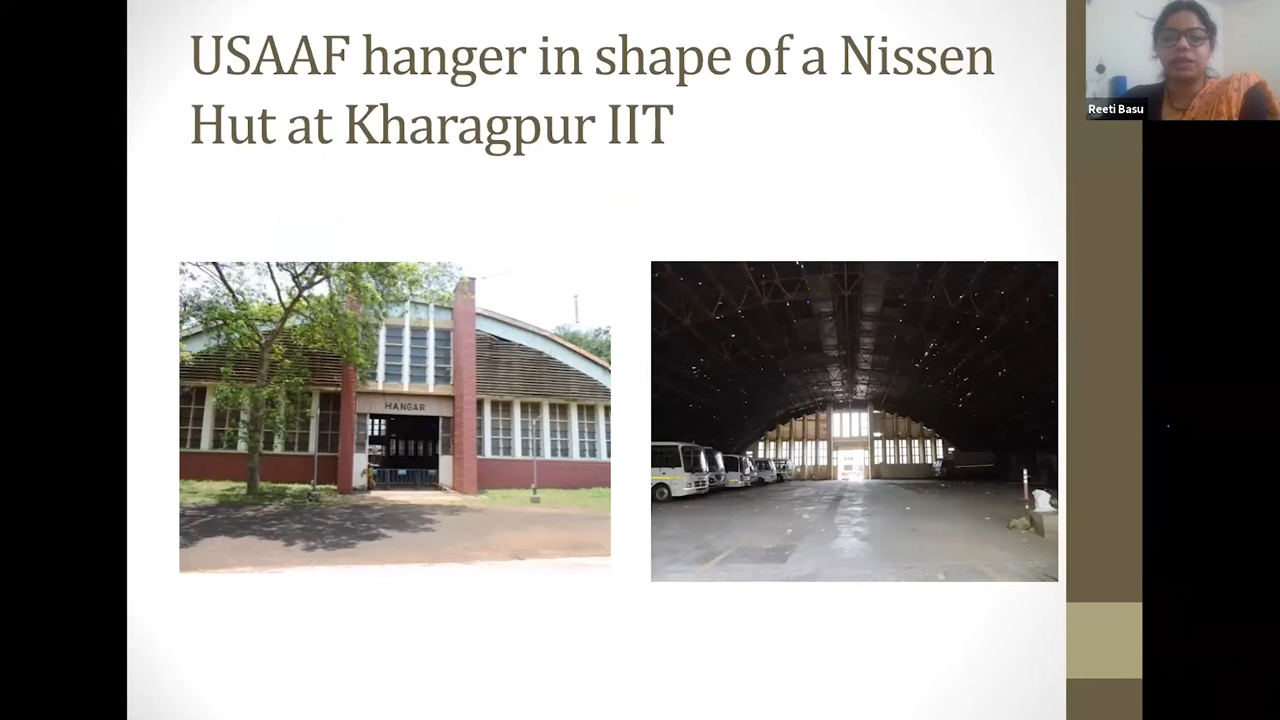 USAAF hanger in shape of a Nissen
Hut at Kharagpur IIT
Reeti Basu
HANGAR